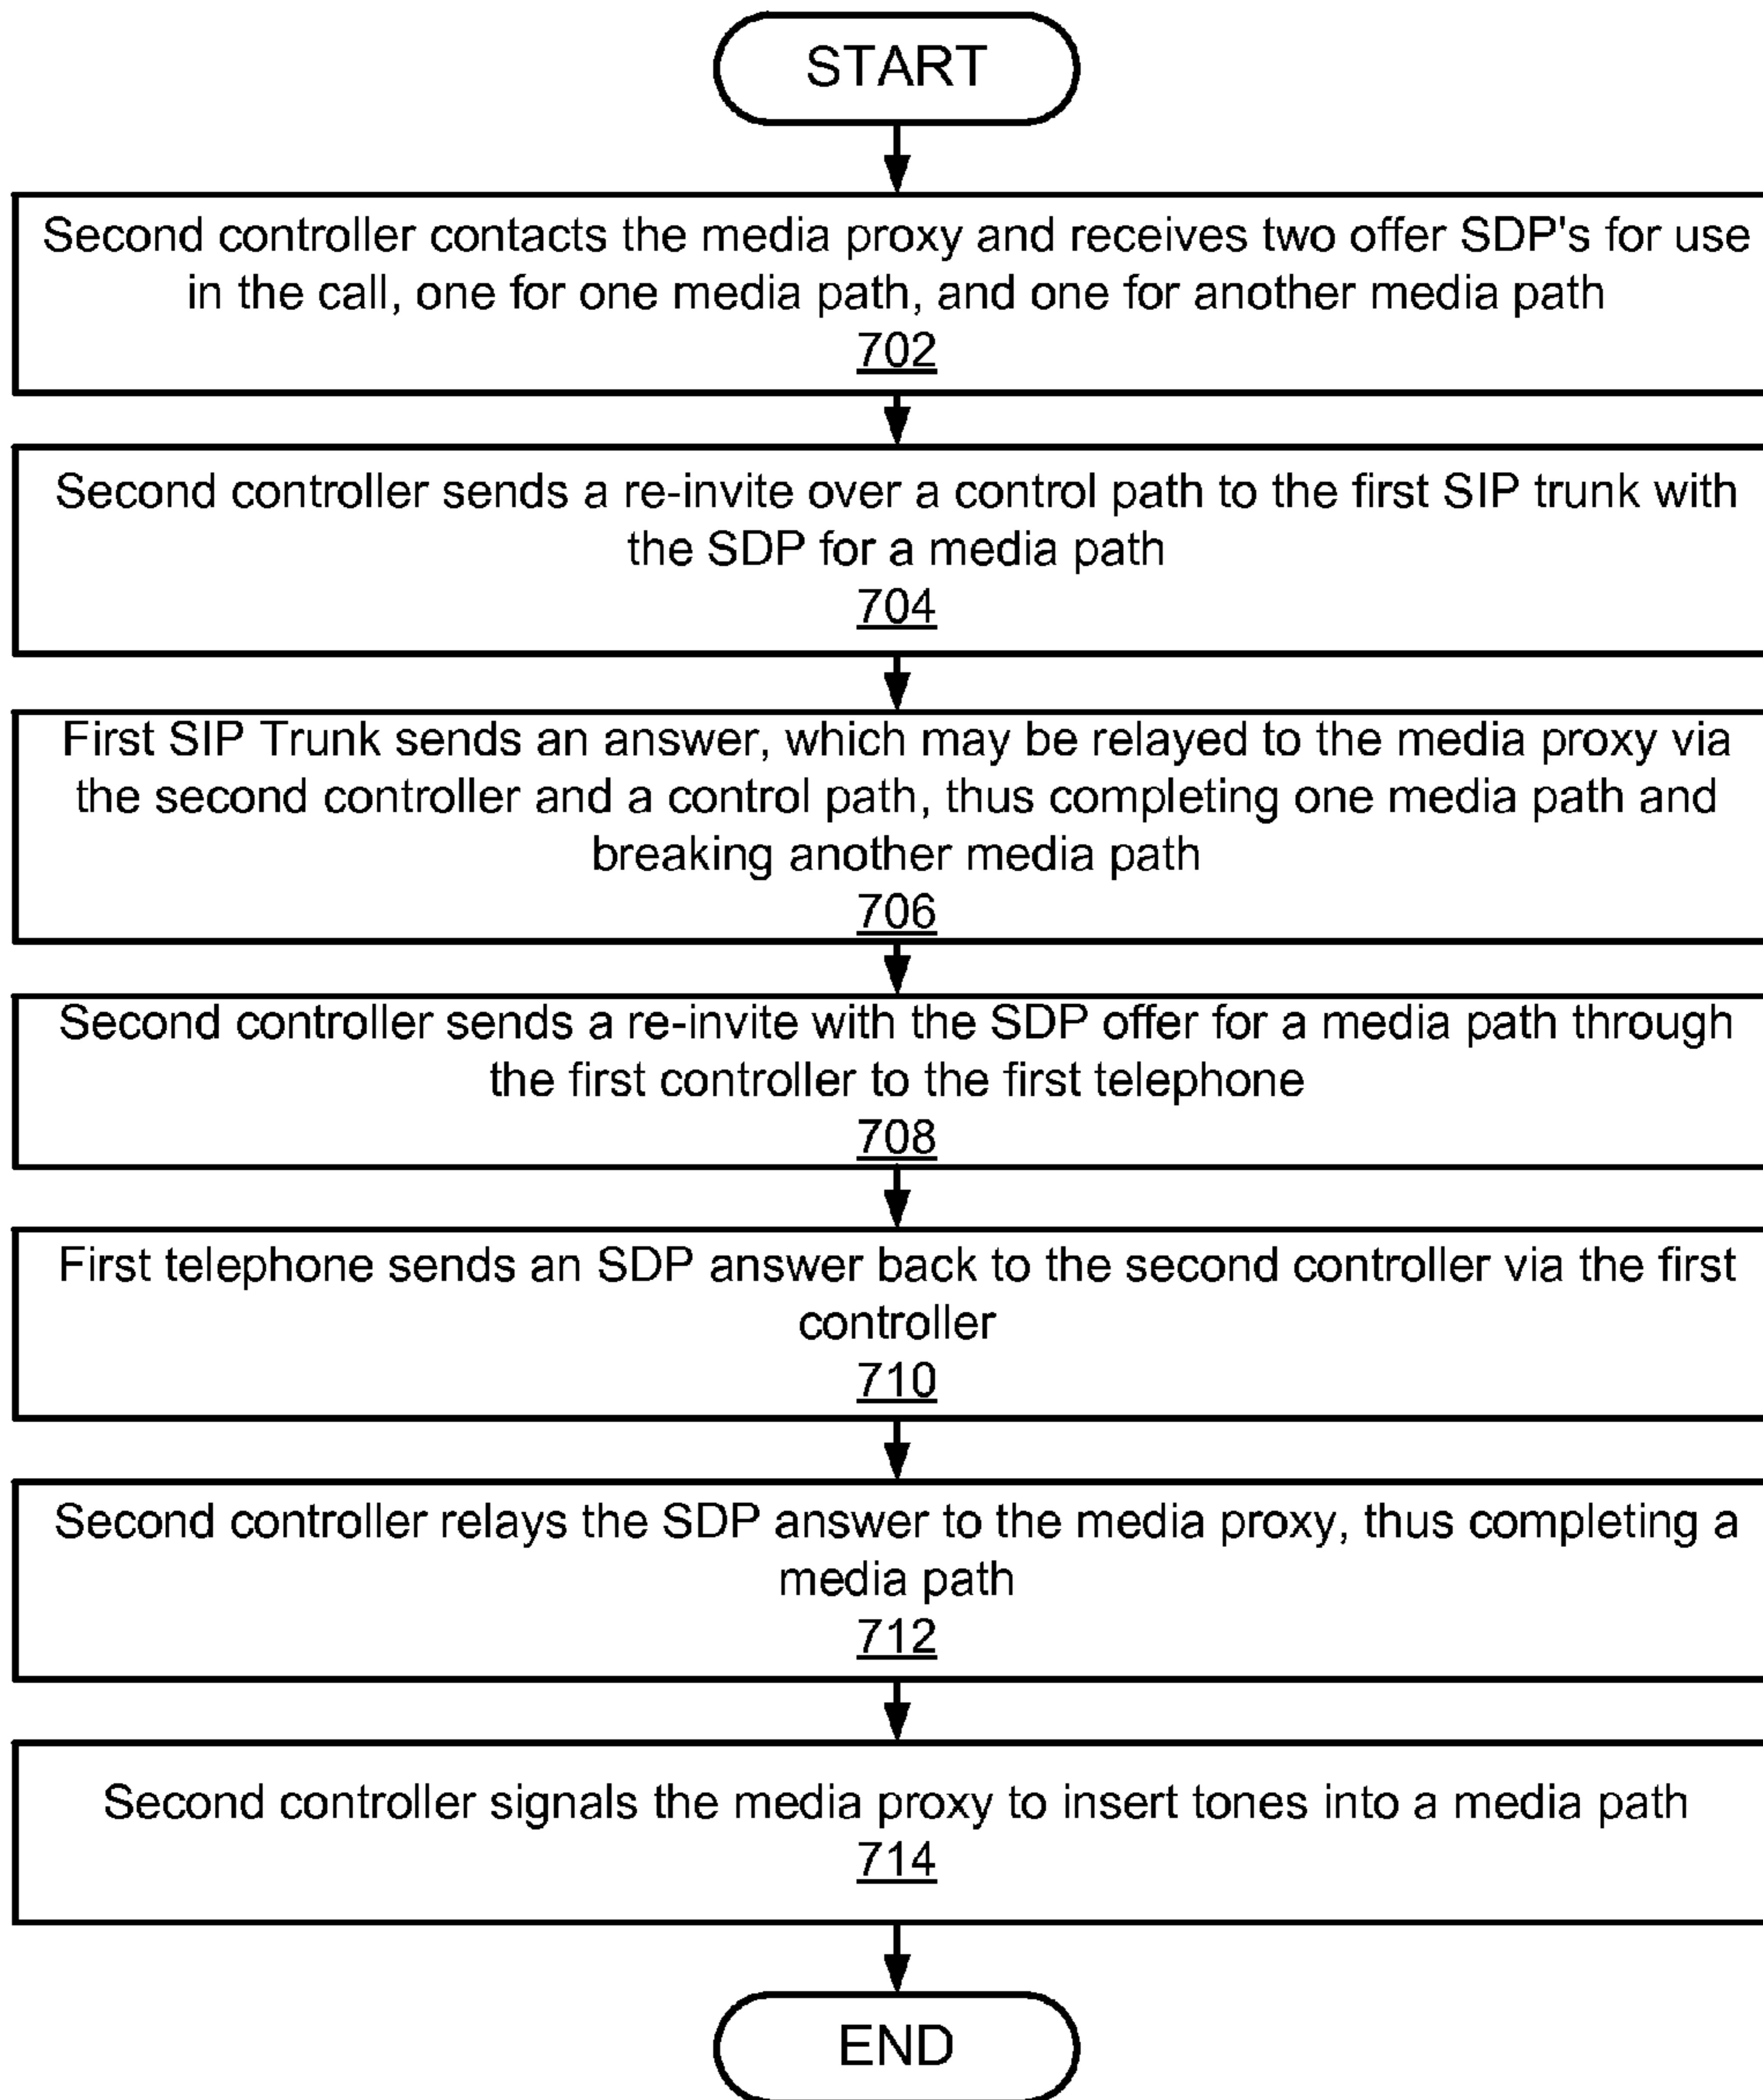 START
Second controller contacts the media proxy and receives two offer SDP's for use
in the call, one for one media path, and one for another media path
702
Second controller sends a re-invite over a control path to the first SIP trunk with
the SDP for a media path
704
First SIP Trunk sends an answer, which may be relayed to the media proxy via
the second controller and a control path, thus completing one media path and
breaking another media path
706
Second controller sends a re-invite with the SDP offer for a media path through
the first controller to the first telephone
708
First telephone sends an SDP answer back to the second controller via the first
controller
710
Second controller relays the SDP answer to the media proxy, thus completing a
media path
712
Second controller signals the media proxy to insert tones into a media path
714
END